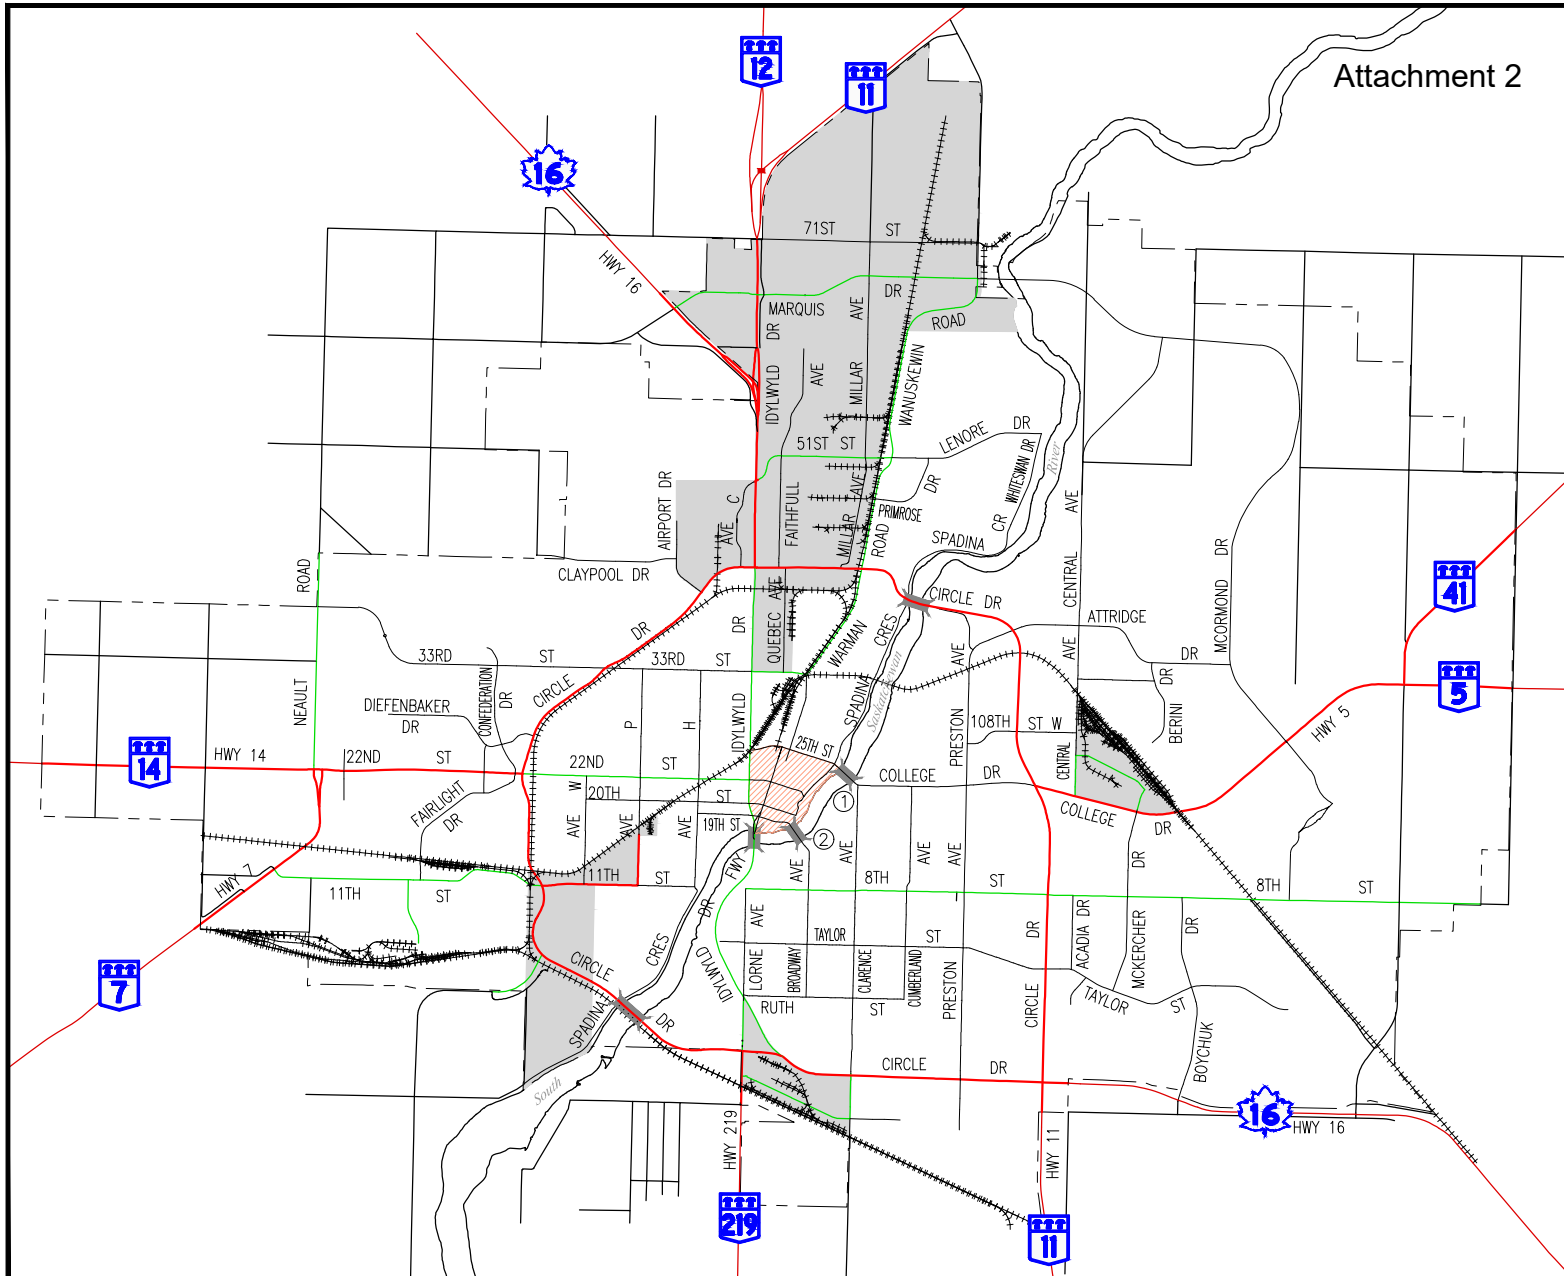 Attachment 2
12
11
16
HWY 16
71ST ST
MARQUIS DR
ROAD
IDYLWYLD DR
AVE
MILLAR AVE
WANUSKEWIN
51ST ST
LENORE DR
WHITESWAN DR
River
AIRPORT DR
AVE C
FAITHFULL
MILLAR AVE
ROAD
PRIMROSE DR
SPADINA CR
CENTRAL AVE
MCORMOND DR
41
CLAYPOOL DR
NEAULT ROAD
QUEBEC AVE
CIRCLE DR
ATTRIDGE DR
WARMAN
SPADINA CRES
Saskatchewan
33RD ST
33RD ST
CIRCLE DR
CONFEDERATION DR
DIEFENBAKER DR
IDYLWYLD DR
PRESTON AVE
108TH ST W
BERINI DR
HWY 5
5
P
H
25TH ST
14
HWY 14
22ND ST
22ND ST
COLLEGE DR
CENTRAL AVE
COLLEGE DR
FAIRLIGHT DR
AVE W
20TH ST
AVE
AVE
19TH ST
1
2
FWY
AVE
AVE
AVE
AVE
HWY 7
11TH ST
11TH ST
8TH ST
8TH ST
7
CIRCLE DR
SPADINA CRES
DR
IDYLWYLD
LORNE AVE
BROADWAY
TAYLOR ST
CLARENCE
CUMBERLAND
PRESTON
CIRCLE DR
ACADIA DR
MCKERCHER DR
DR
TAYLOR ST
BOYCHUK
RUTH ST
CIRCLE DR
South
HWY 219
HWY 11
16
HWY 16
219
11